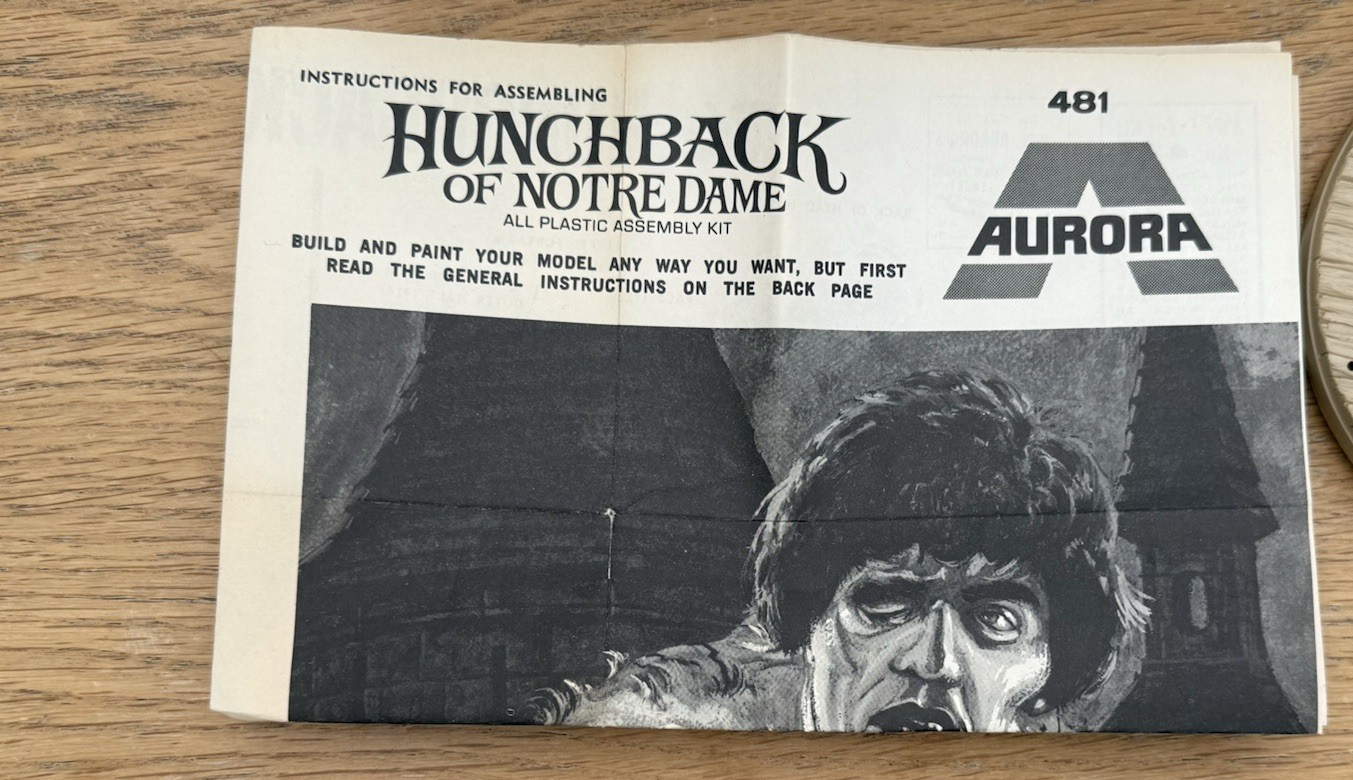 INSTRUCTIONS FOR ASSEMBLING
HUNCHBACK
OF NOTRE DAME
ALL PLASTIC ASSEMBLY KIT
BUILD AND PAINT YOUR MODEL ANY WAY YOU WANT, BUT FIRST
READ THE GENERAL INSTRUCTIONS ON THE BACK PAGE
481
AURORA